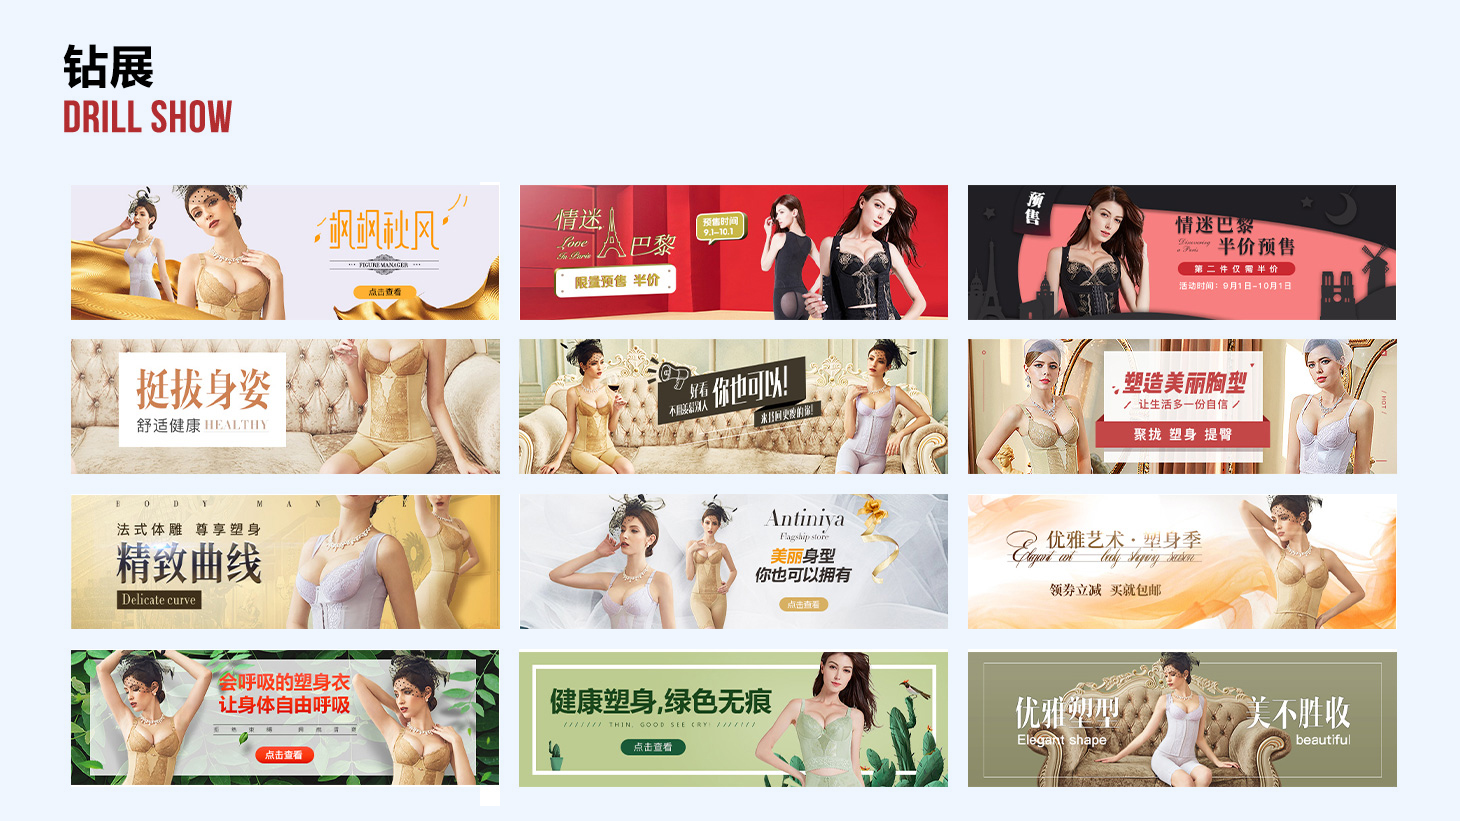 钻展
DRILL SHOW
飒飒秋风
FIGURE MANAGER
点击查看
情迷
Love
In Paris
巴黎
预售时间
9.1-10.1
限量预售 半价
预售
情迷巴黎
Discovering
a Paris
半价预售
第二件仅需半价
活动时间：9月1日-10月1日
挺拔身姿
舒适健康 HEALTHY
好看
不用羡慕别人
你也可以!
来将网更瘦的你!
塑造美丽胸型
/ 让生活多一份自信 /
聚拢 塑身 提臀
HOT
BODY MAN
法式体雕 尊享塑身
精致曲线
Delicate curve
Antiniya
Flagship store
美丽身型
你也可以拥有
点击查看
优雅艺术·塑身季
Elegant art body shaping season
领券立减 买就包邮
会呼吸的塑身衣
让身体自由呼吸
点击查看
健康塑身,绿色无痕
/////// THIN, GOOD SEE CRY! ///////
点击查看
优雅塑型
Elegant shape
美不胜收
beautiful